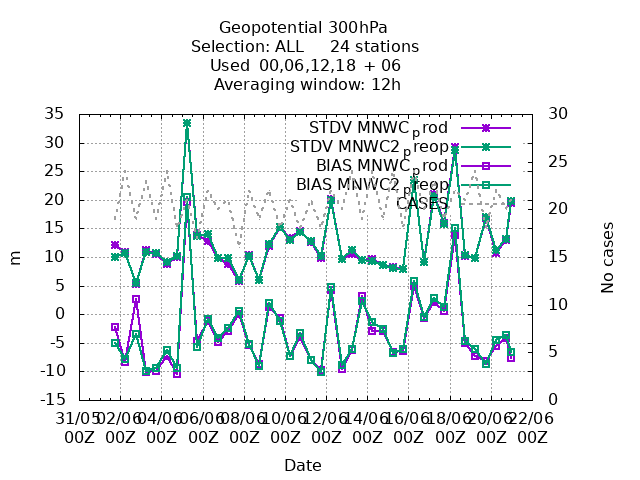 Geopotential 300hPa
Selection: ALL 24 stations
Used 00,06,12,18 + 06
Averaging window: 12h
35
30
25
20
15
10
5
0
-5
-10
-15
m
30
25
20
15
10
5
0
No cases
STDV MNWCprod
STDV MNWC2preop
BIAS MNWCprod
BIAS MNWC2preop
CASES
31/05 02/06 04/06 06/06 08/06 10/06 12/06 14/06 16/06 18/06 20/06 22/06
00Z 00Z 00Z 00Z 00Z 00Z 00Z 00Z 00Z 00Z 00Z 00Z
Date